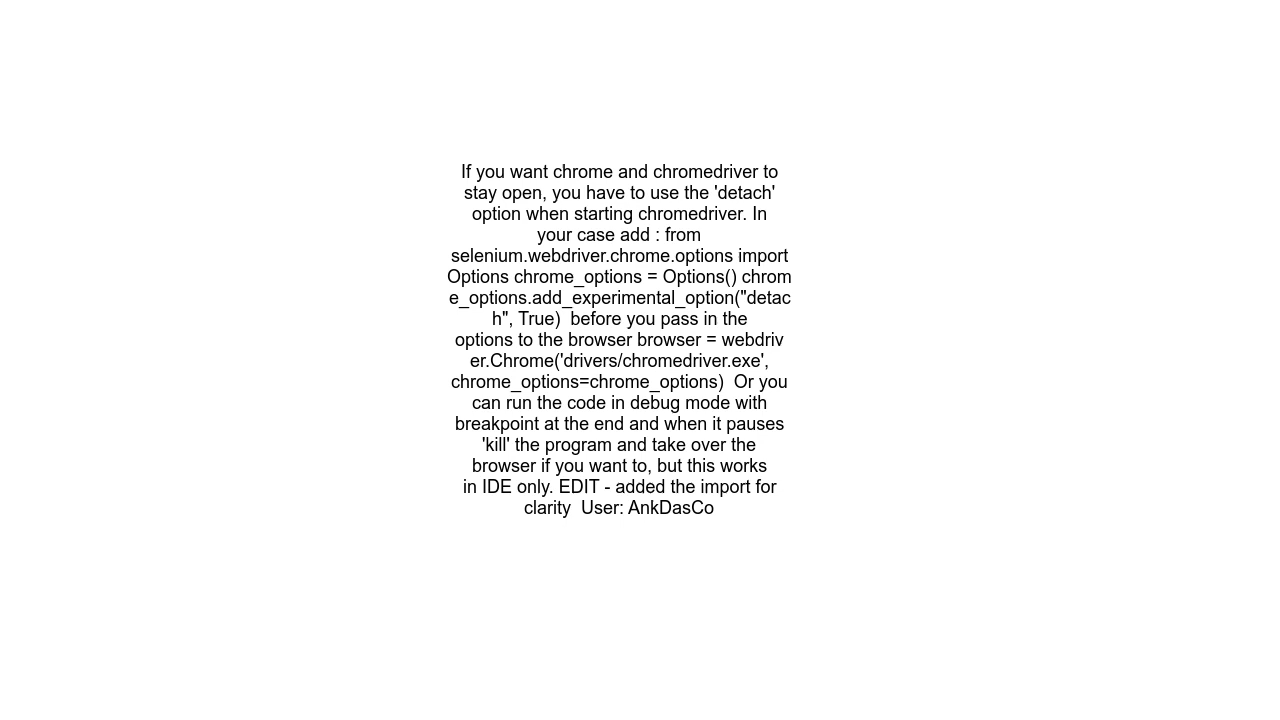 If you want chrome and chromedriver to
stay open, you have to use the 'detach'
option when starting chromedriver. In
your case add : from
selenium.webdriver.chrome.options import
Options chrome_options = Options() chrom
e_options.add_experimental_option("detac
h", True)  before you pass in the
options to the browser browser = webdriv
er.Chrome('drivers/chromedriver.exe',
chrome_options=chrome_options)  Or you
can run the code in debug mode with
breakpoint at the end and when it pauses
'kill' the program and take over the
browser if you want to, but this works
in IDE only. EDIT - added the import for
clarity  User: AnkDasCo